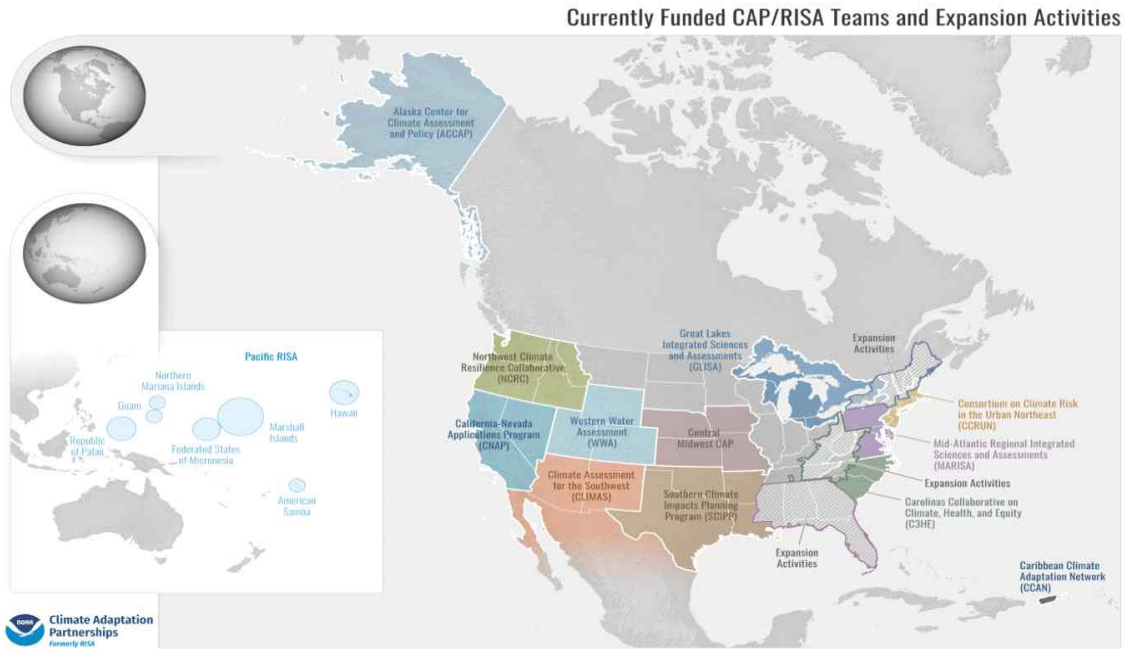 Currently Funded CAP/RISA Teams and Expansion Activities
Alaska Center for
Climate Assessment
and Policy (ACCAP)
Pacific RISA
Northern
Mariana Islands
Guam
Hawaii
Republic
of Palau
Federated States
of Micronesia
Marshall
Islands
American
Samoa
Northwest Climate
Resilience Collaborative
(NCRC)
Great Lakes
Integrated Sciences
and Assessments
(GLISA)
Expansion
Activities
California-Nevada
Applications Program
(CNAP)
Western Water
Assessment
(WWA)
Central
Midwest CAP
Consortium on Climate Risk
in the Urban Northeast
(CCRUN)
Mid-Atlantic Regional Integrated
Sciences and Assessments
(MARISA)
Climate Assessment
for the Southwest
(CLIMAS)
Southern Climate
Impacts Planning
Program (SCIPP)
Expansion Activities
Carolinas Collaborative on
Climate, Health, and Equity
(C3HE)
Expansion
Activities
Caribbean Climate
Adaptation Network
(CCAN)
NOAA
Climate Adaptation
Partnerships
Formerly RISA